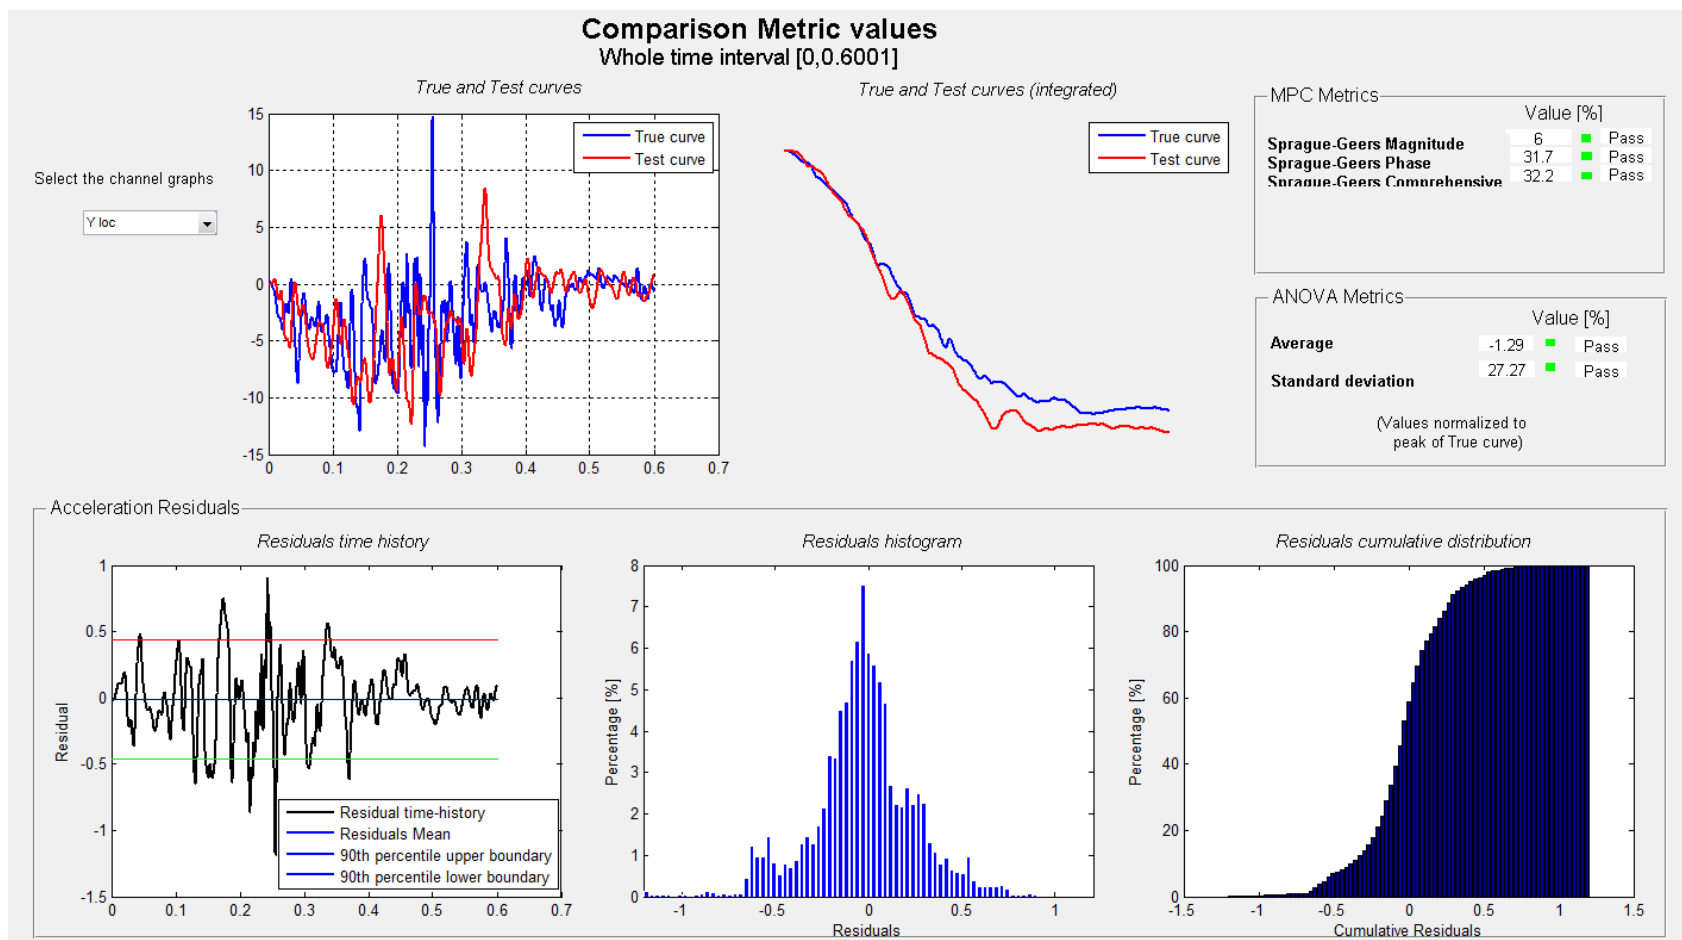 Comparison Metric values
Whole time interval [0,0.6001]
Select the channel graphs
Y loc
True and Test curves
True curve
Test curve
15
10
5
0
-5
-10
-15
0 0.1 0.2 0.3 0.4 0.5 0.6 0.7
True and Test curves (integrated)
True curve
Test curve
MPC Metrics
Value [%]
Sprague-Geers Magnitude 6 Pass
Sprague-Geers Phase 31.7 Pass
Sprague-Geers Comprehensive 32.2 Pass
ANOVA Metrics
Value [%]
Average -1.29 Pass
Standard deviation 27.27 Pass
(Values normalized to
peak of True curve)
Acceleration Residuals
Residuals time history
Residual
1
0.5
0
-0.5
-1
-1.5
0 0.1 0.2 0.3 0.4 0.5 0.6 0.7
Residual time-history
Residuals Mean
90th percentile upper boundary
90th percentile lower boundary
Residuals histogram
Percentage [%]
8
7
6
5
4
3
2
1
0
-1 -0.5 0 0.5 1
Residuals
Residuals cumulative distribution
Percentage [%]
100
80
60
40
20
0
-1.5 -1 -0.5 0 0.5 1 1.5
Cumulative Residuals